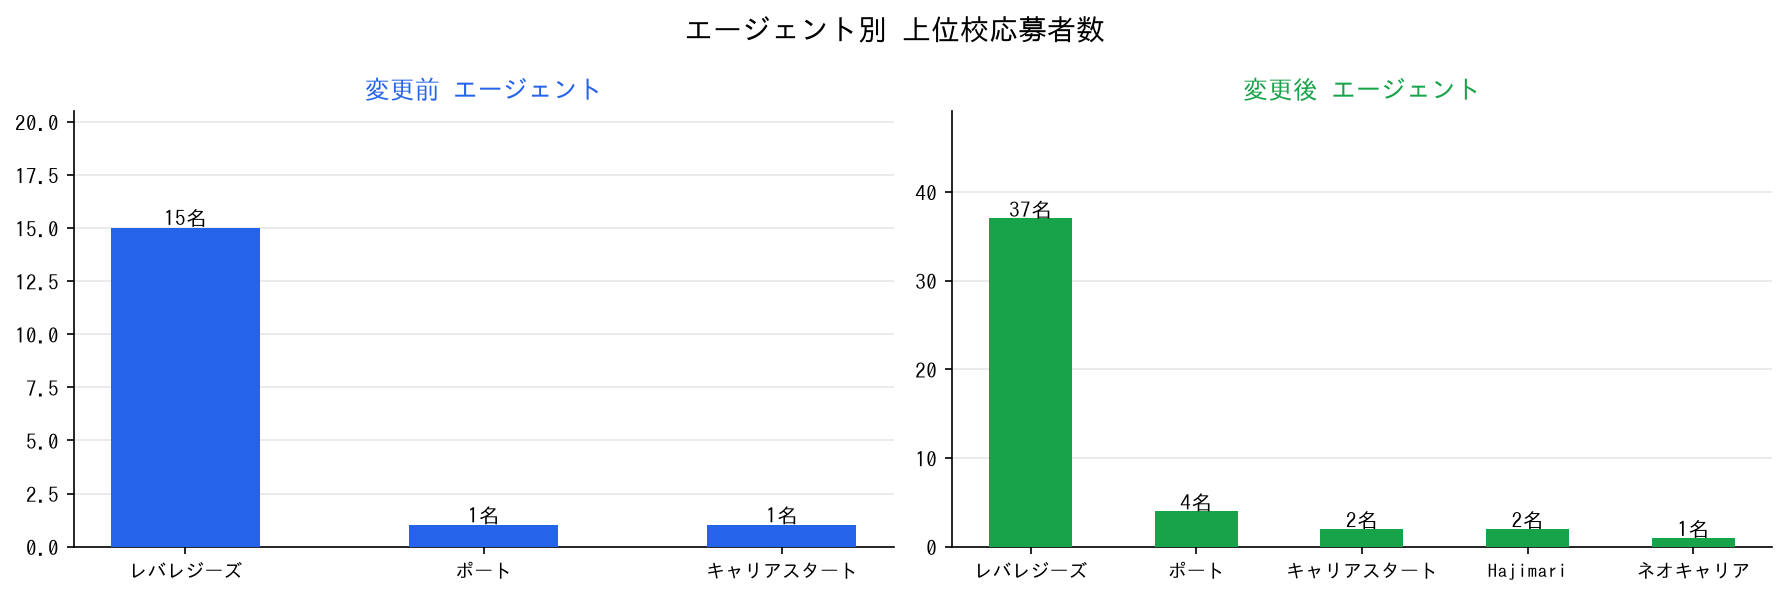 エージェント別 上位校応募者数
変更前 エージェント
20.0
17.5
15.0
12.5
10.0
7.5
5.0
2.5
0.0
15名
1名
1名
レバレジーズ
ポート
キャリアスタート
変更後 エージェント
40
30
20
10
0
37名
4名
2名
2名
1名
レバレジーズ
ポート
キャリアスタート
Hajimari
ネオキャリア